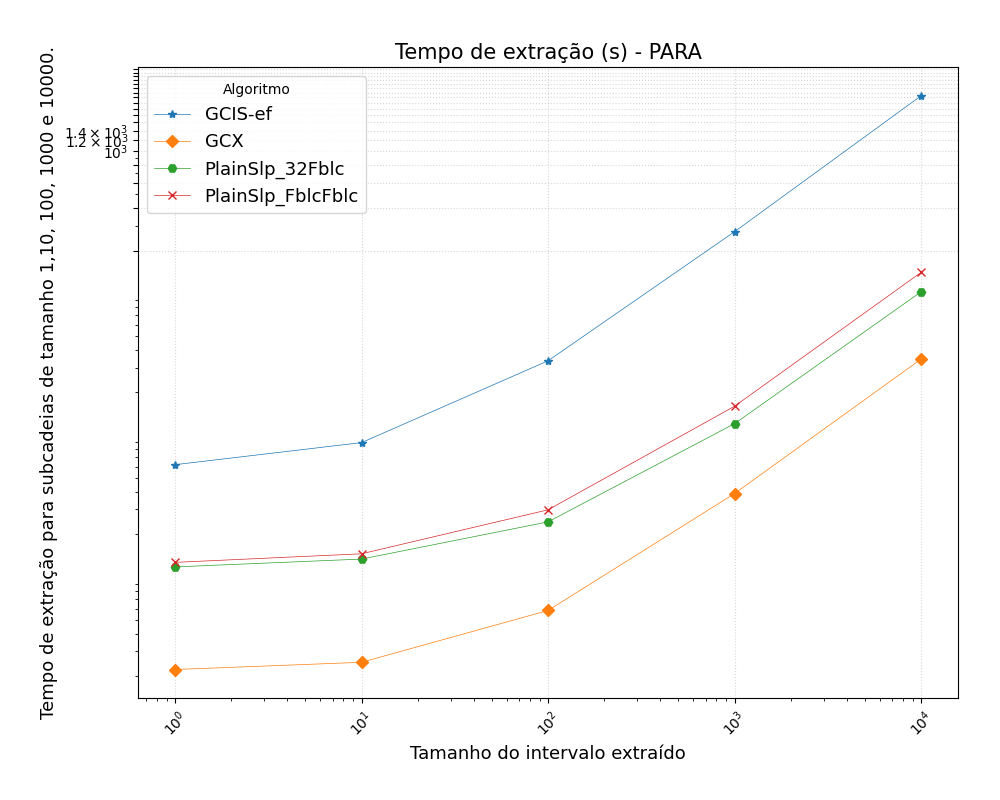 Tempo de extração (s) - PARA
Tempo de extração para subcadeias de tamanho 1,10, 100, 1000 e 10000.
1.4 × 10³
1.2 × 10³
10³
Algoritmo
GCIS-ef
GCX
PlainSlp_32Fblc
PlainSlp_FblcFblc
10⁰
10¹
10²
10³
10⁴
Tamanho do intervalo extraído